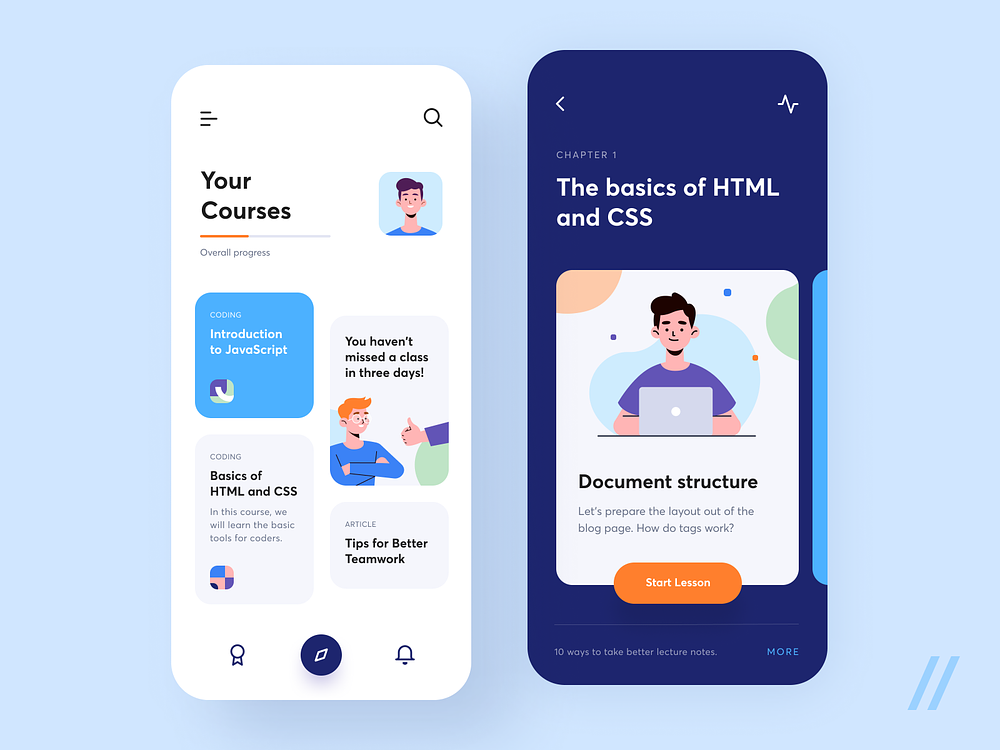 Your
Courses
Overall progress
CODING
Introduction
to JavaScript
You haven't
missed a class
in three days!
CODING
Basics of
HTML and CSS
In this course, we
will learn the basic
tools for coders.
ARTICLE
Tips for Better
Teamwork
CHAPTER 1
The basics of HTML
and CSS
Document structure
Let's prepare the layout out of the
blog page. How do tags work?
Start Lesson
10 ways to take better lecture notes.
MORE